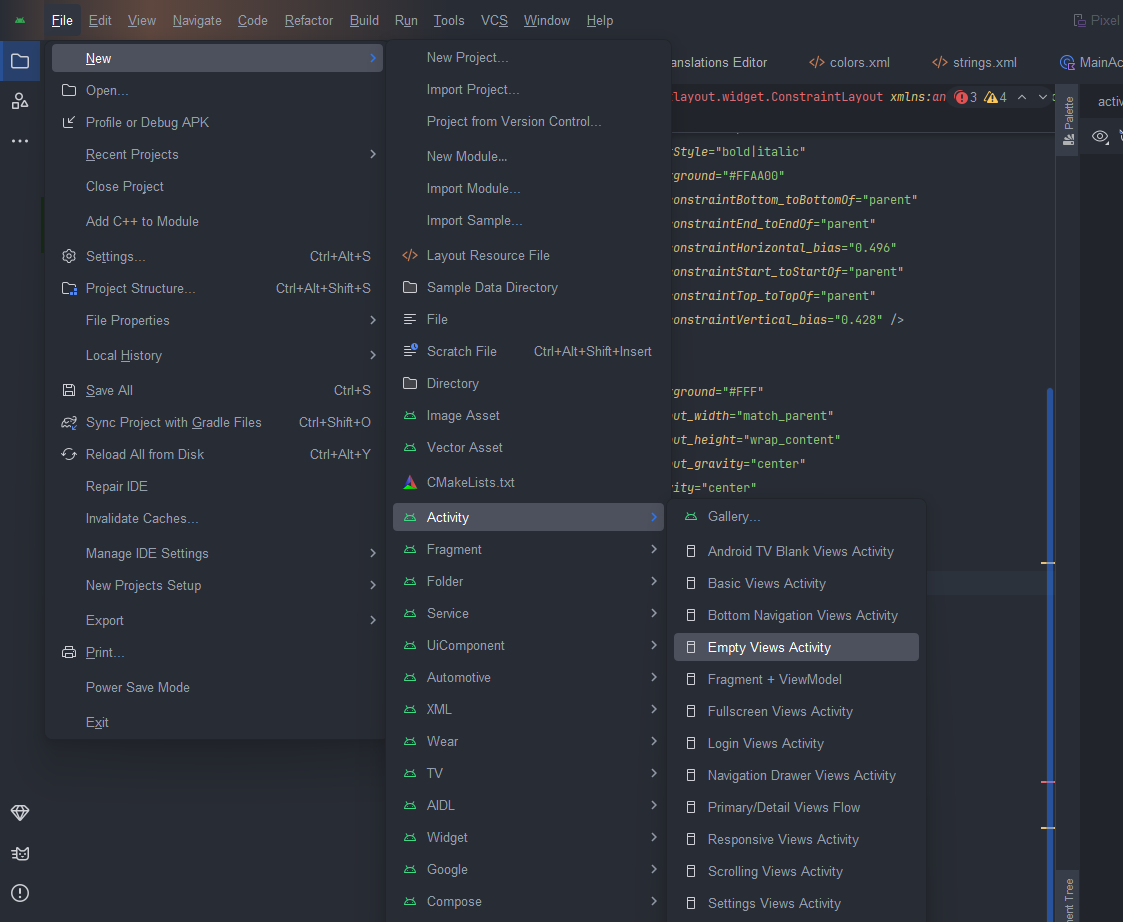 File Edit View Navigate Code Refactor Build Run Tools VCS Window Help Pixel
New
Open...
Profile or Debug APK
Recent Projects
Close Project
Add C++ to Module
Settings... Ctrl+Alt+S
Project Structure... Ctrl+Alt+Shift+S
File Properties
Local History
Save All Ctrl+S
Sync Project with Gradle Files Ctrl+Shift+O
Reload All from Disk Ctrl+Alt+Y
Repair IDE
Invalidate Caches...
Manage IDE Settings
New Projects Setup
Export
Print...
Power Save Mode
Exit
New Project...
Import Project...
Project from Version Control...
New Module...
Import Module...
Import Sample...
Layout Resource File
Sample Data Directory
File
Scratch File Ctrl+Alt+Shift+Insert
Directory
Image Asset
Vector Asset
CMakeLists.txt
Activity
Fragment
Folder
Service
UiComponent
Automotive
XML
Wear
TV
AIDL
Widget
Google
Compose
Gallery...
Android TV Blank Views Activity
Basic Views Activity
Bottom Navigation Views Activity
Empty Views Activity
Fragment + ViewModel
Fullscreen Views Activity
Login Views Activity
Navigation Drawer Views Activity
Primary/Detail Views Flow
Responsive Views Activity
Scrolling Views Activity
Settings Views Activity
anslations Editor </> colors.xml </> strings.xml MainAc
layout.widget.ConstraintLayout xmlns:an 3 4
Style="bold|italic"
ground="#FFAA00"
onstraintBottom_toBottomOf="parent"
onstraintEnd_toEndOf="parent"
onstraintHorizontal_bias="0.496"
onstraintStart_toStartOf="parent"
onstraintTop_toTopOf="parent"
onstraintVertical_bias="0.428" />
ground="#FFF"
ut_width="match_parent"
ut_height="wrap_content"
ut_gravity="center"
ity="center"
Palette
activ
nent Tree